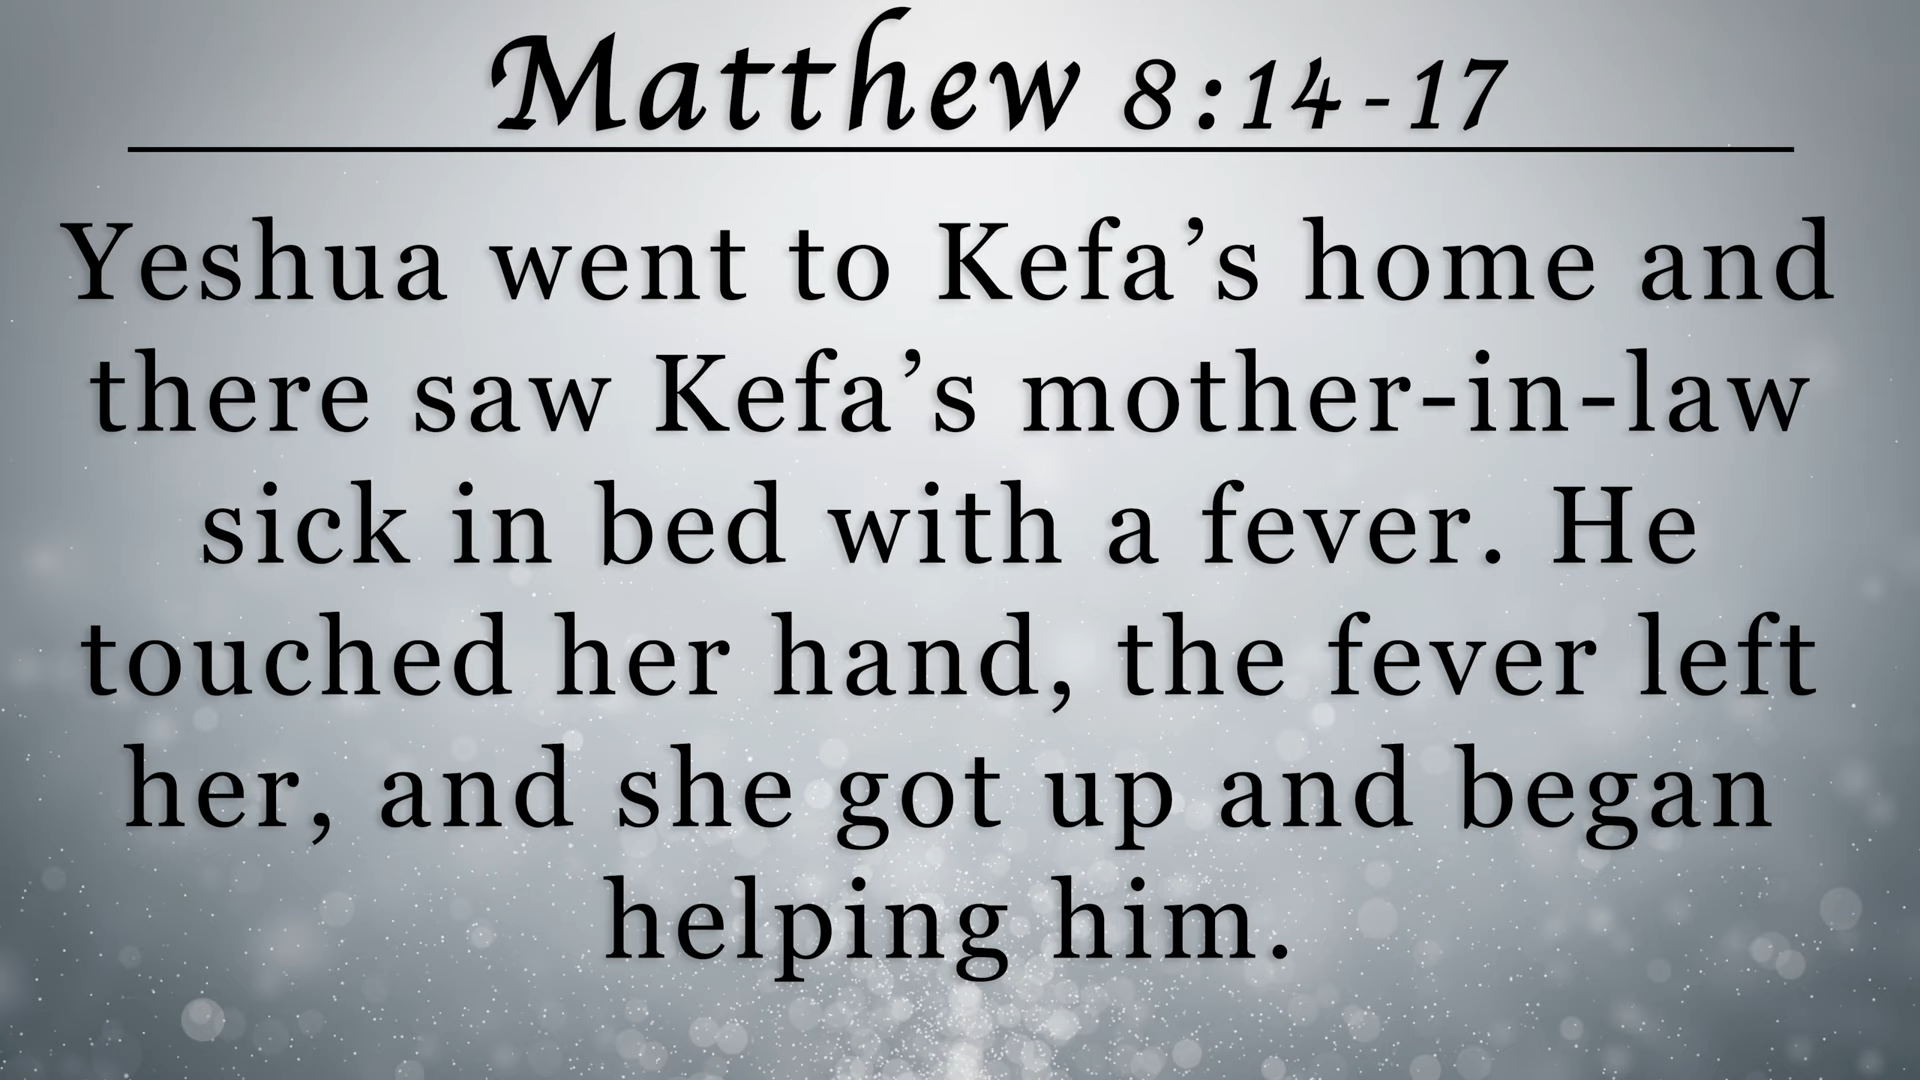 Matthew 8:14-17
Yeshua went to Kefa’s home and
there saw Kefa’s mother-in-law
sick in bed with a fever. He
touched her hand, the fever left
her, and she got up and began
helping him.